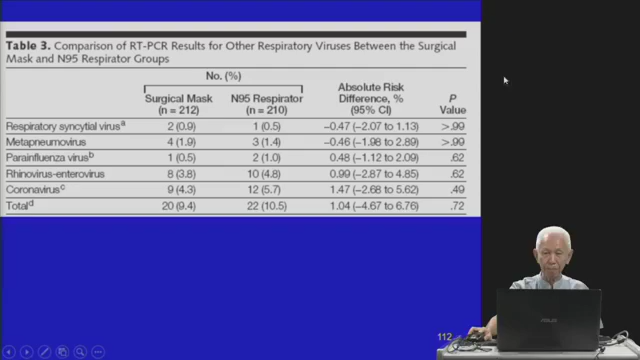 Table 3. Comparison of RT-PCR Results for Other Respiratory Viruses Between the Surgical
Mask and N95 Respirator Groups
No. (%)
Surgical Mask (n = 212) N95 Respirator (n = 210) Absolute Risk Difference, % (95% CI) P Value
Respiratory syncytial virusa 2 (0.9) 1 (0.5) −0.47 (−2.07 to 1.13) >.99
Metapneumovirus 4 (1.9) 3 (1.4) −0.46 (−1.98 to 2.89) >.99
Parainfluenza virusb 1 (0.5) 2 (1.0) 0.48 (−1.12 to 2.09) .62
Rhinovirus-enterovirus 8 (3.8) 10 (4.8) 0.99 (−2.87 to 4.85) .62
Coronavirusc 9 (4.3) 12 (5.7) 1.47 (−2.68 to 5.62) .49
Totald 20 (9.4) 22 (10.5) 1.04 (−4.67 to 6.76) .72
112
ASUS